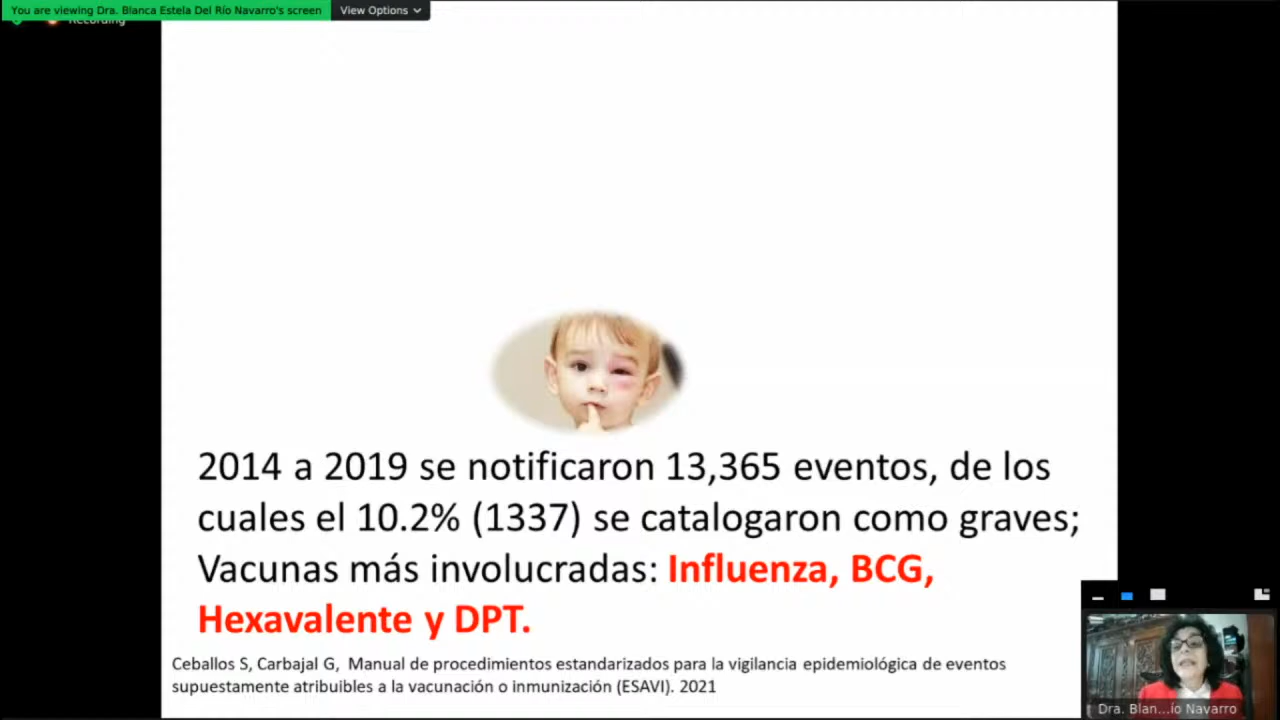 You are viewing Dra. Blanca Estela Del Río Navarro's screen
View Options
Recording
2014 a 2019 se notificaron 13,365 eventos, de los
cuales el 10.2% (1337) se catalogaron como graves;
Vacunas más involucradas: Influenza, BCG,
Hexavalente y DPT.
Ceballos S, Carbajal G, Manual de procedimientos estandarizados para la vigilancia epidemiológica de eventos
supuestamente atribuibles a la vacunación o inmunización (ESAVI). 2021
Dra. Blan...ío Navarro